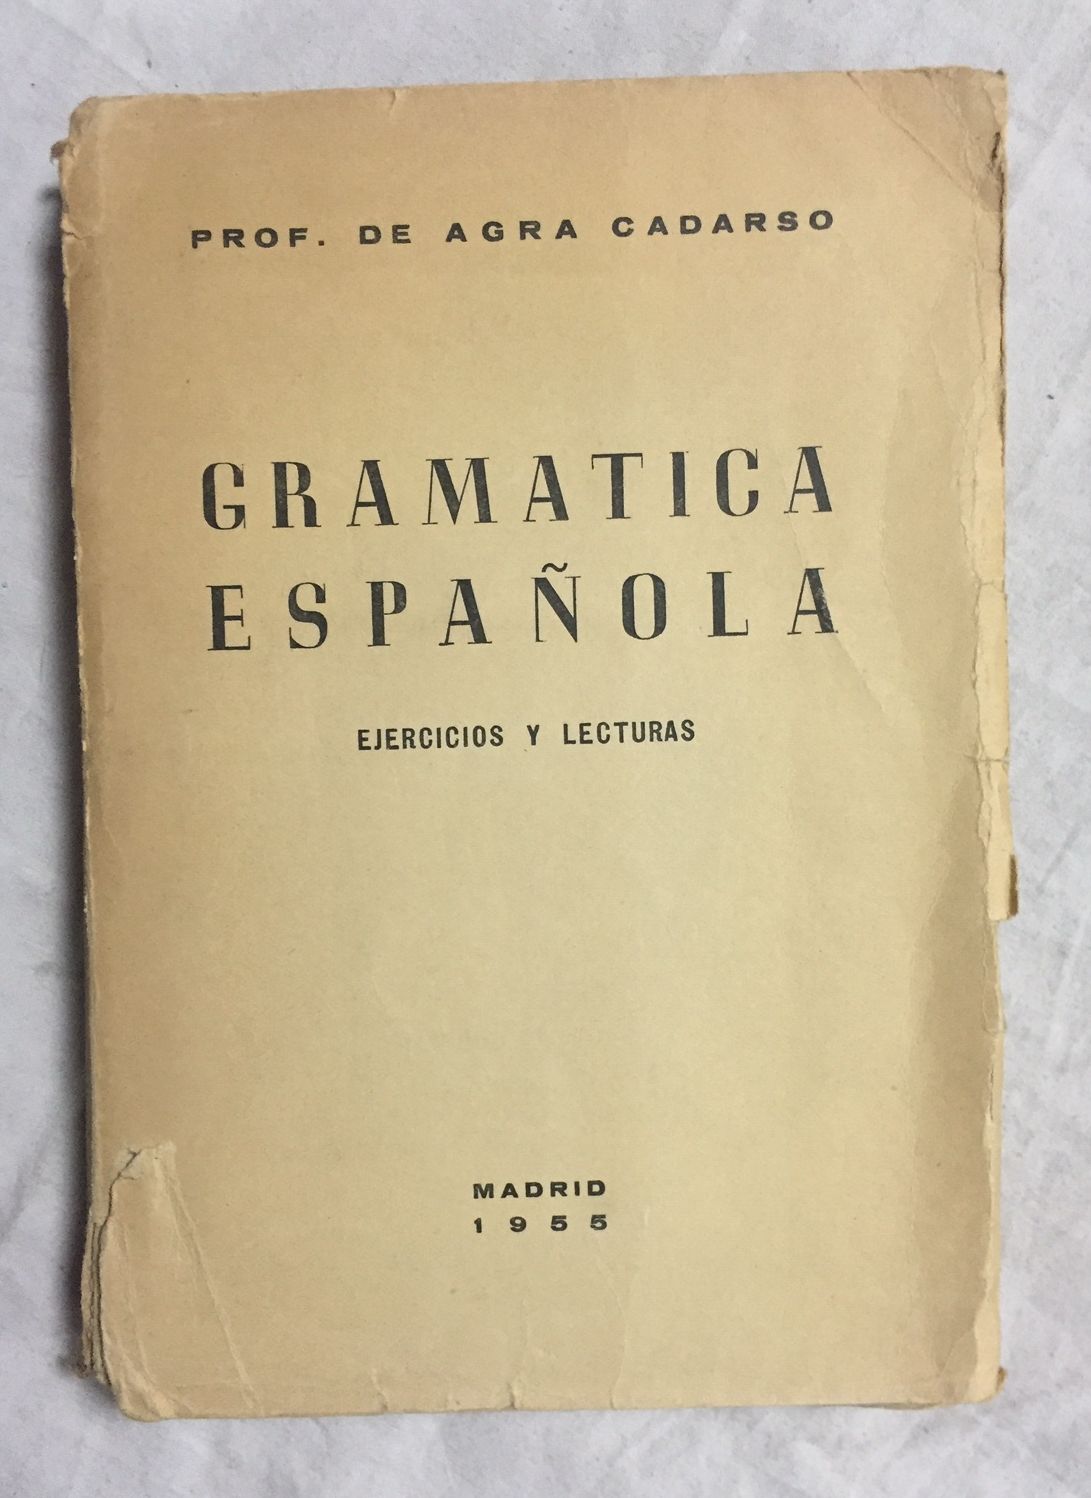 PROF. DE AGRA CADARSO
GRAMATICA
ESPAÑOLA
EJERCICIOS Y LECTURAS
MADRID
1955